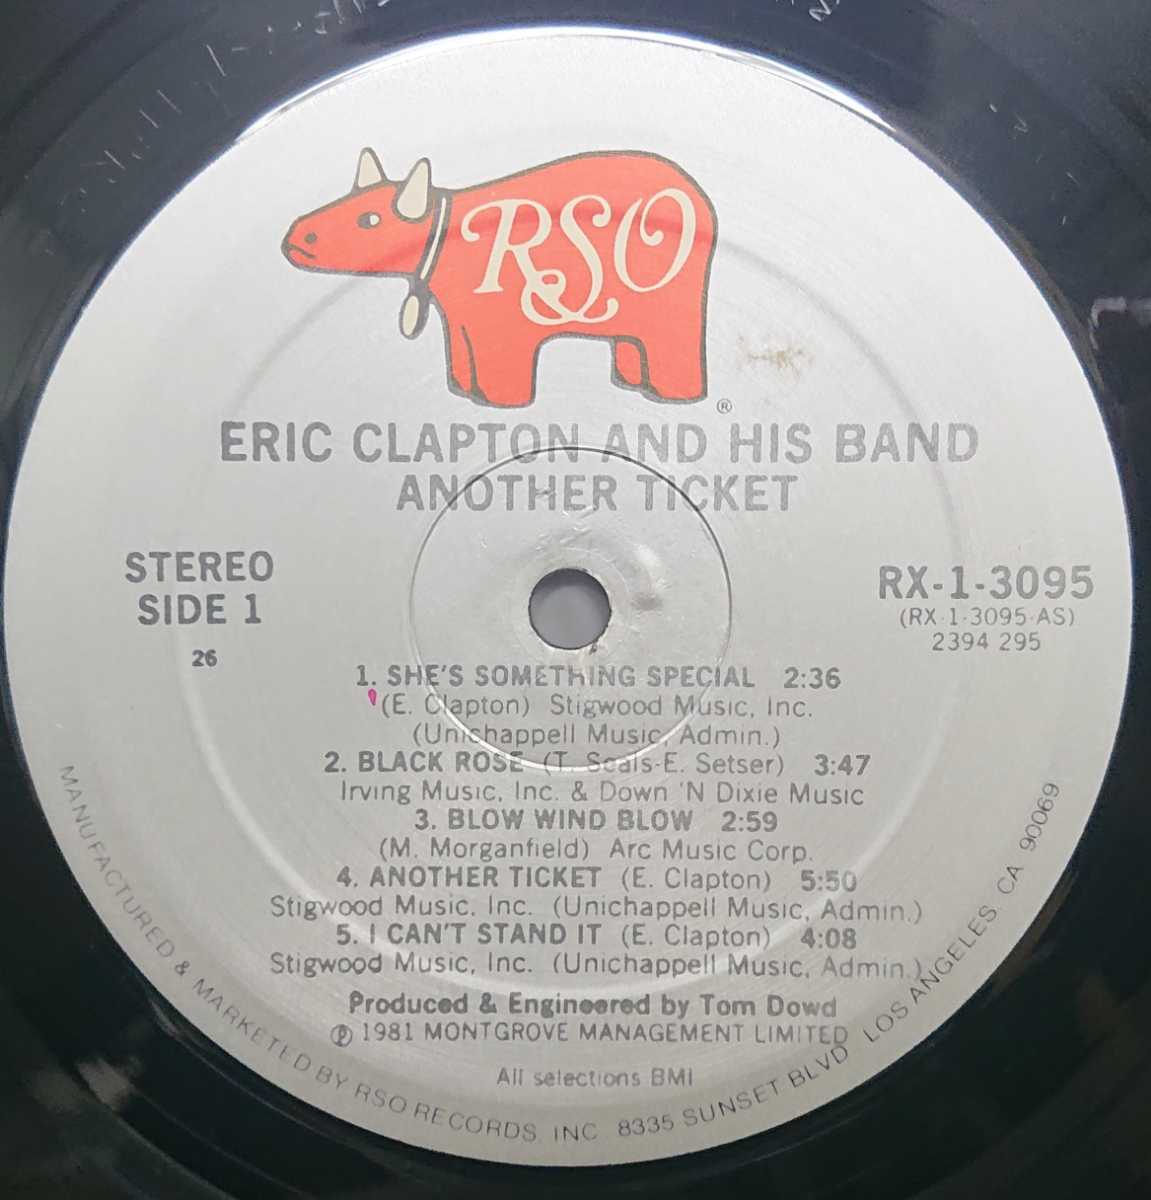 RSO
®
ERIC CLAPTON AND HIS BAND
ANOTHER TICKET
STEREO
SIDE 1
26
RX-1-3095
(RX-1-3095-AS)
2394 295
1. SHE'S SOMETHING SPECIAL 2:36
(E. Clapton) Stigwood Music, Inc.
(Unichappell Music, Admin.)
2. BLACK ROSE (T. Seals-E. Setser) 3:47
Irving Music, Inc. & Down 'N Dixie Music
3. BLOW WIND BLOW 2:59
(M. Morganfield) Arc Music Corp.
4. ANOTHER TICKET (E. Clapton) 5:50
Stigwood Music, Inc. (Unichappell Music, Admin.)
5. I CAN'T STAND IT (E. Clapton) 4:08
Stigwood Music, Inc. (Unichappell Music, Admin.)
Produced & Engineered by Tom Dowd
℗ 1981 MONTGROVE MANAGEMENT LIMITED
All selections BMI
MANUFACTURED & MARKETED BY RSO RECORDS, INC. 8335 SUNSET BLVD LOS ANGELES, CA 90069